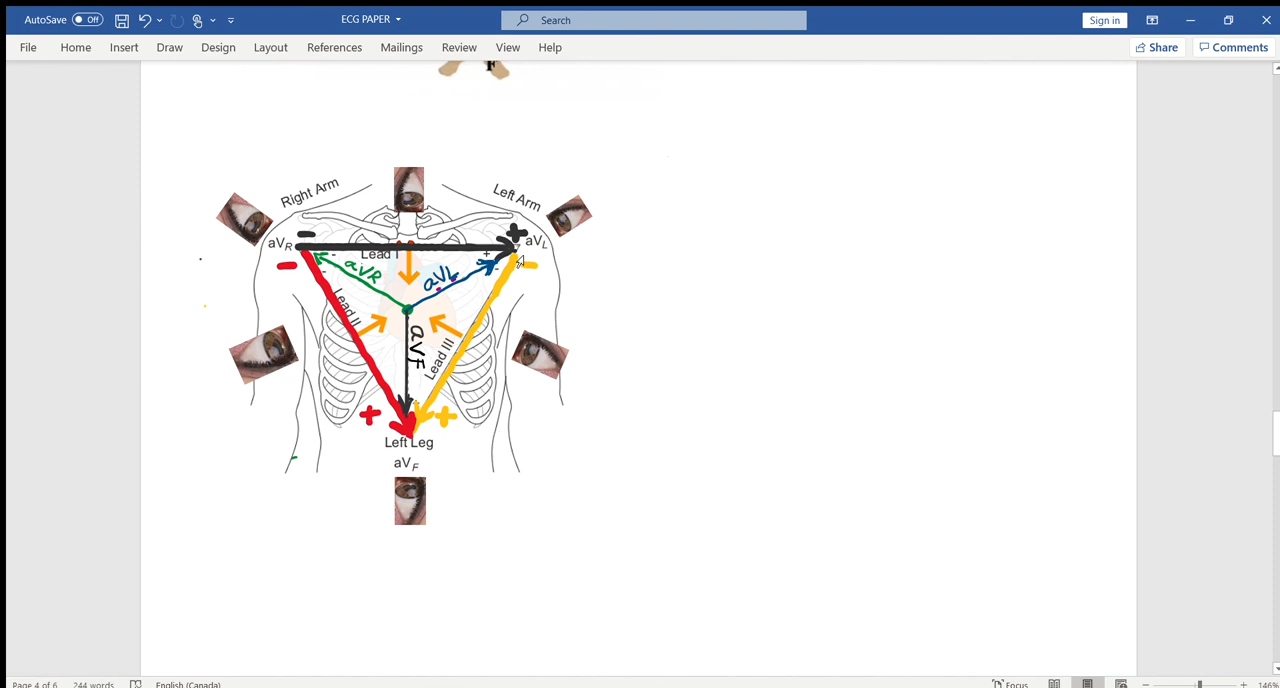 AutoSave Off ECG PAPER Search Sign in
File Home Insert Draw Design Layout References Mailings Review View Help Share Comments
F
Right Arm Left Arm
− +
aVR aVL
Lead I
- +
− −
- -
aVR aVL
Lead II aVF Lead III
+ +
Left Leg
aVF
Page 4 of 6 244 words English (Canada) Focus 146%